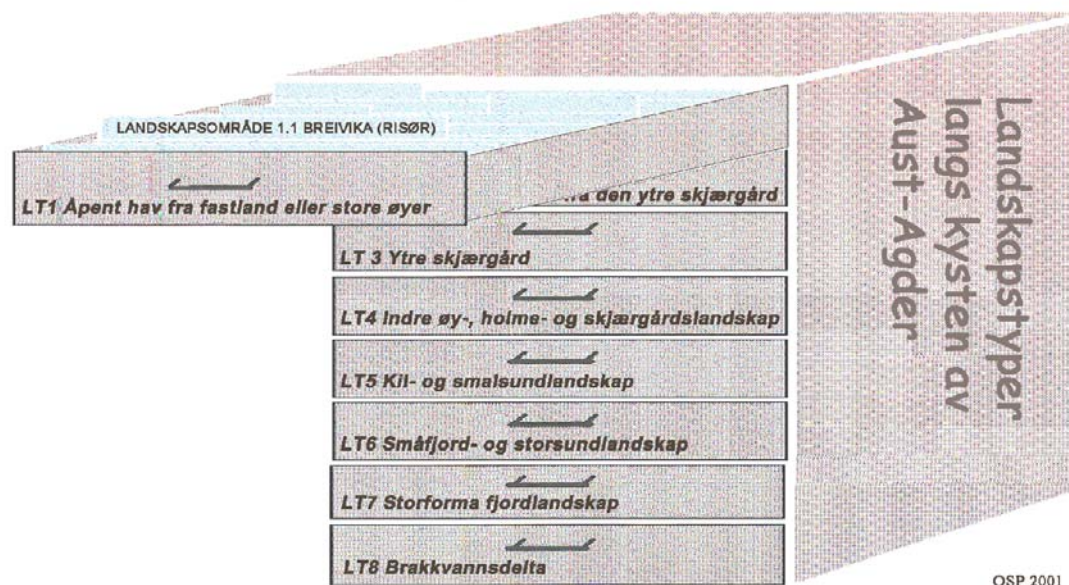 LANDSKAPSOMRÅDE 1.1 BREIVIKA (RISØR)
LT1 Åpent hav fra fastland eller store øyer
den ytre skjærgård
LT 3 Ytre skjærgård
LT4 Indre øy-, holme- og skjærgårdslandskap
LT5 Kil- og smalsundlandskap
LT6 Småfjord- og storsundlandskap
LT7 Storforma fjordlandskap
LT8 Brakkvannsdelta
Landskapstyper
langs kysten av
Aust-Agder
OSP 2001